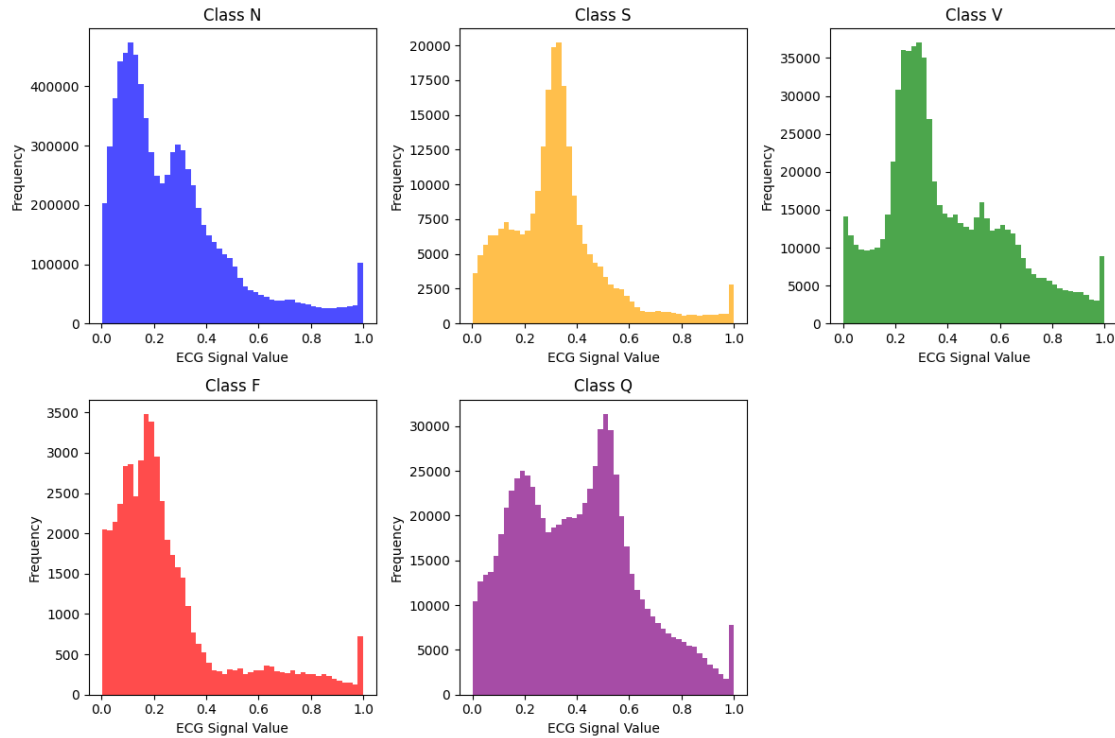 Class N
Frequency
400000
300000
200000
100000
0
0.0 0.2 0.4 0.6 0.8 1.0
ECG Signal Value
Class S
Frequency
20000
17500
15000
12500
10000
7500
5000
2500
0
0.0 0.2 0.4 0.6 0.8 1.0
ECG Signal Value
Class V
Frequency
35000
30000
25000
20000
15000
10000
5000
0
0.0 0.2 0.4 0.6 0.8 1.0
ECG Signal Value
Class F
Frequency
3500
3000
2500
2000
1500
1000
500
0
0.0 0.2 0.4 0.6 0.8 1.0
ECG Signal Value
Class Q
Frequency
30000
25000
20000
15000
10000
5000
0
0.0 0.2 0.4 0.6 0.8 1.0
ECG Signal Value